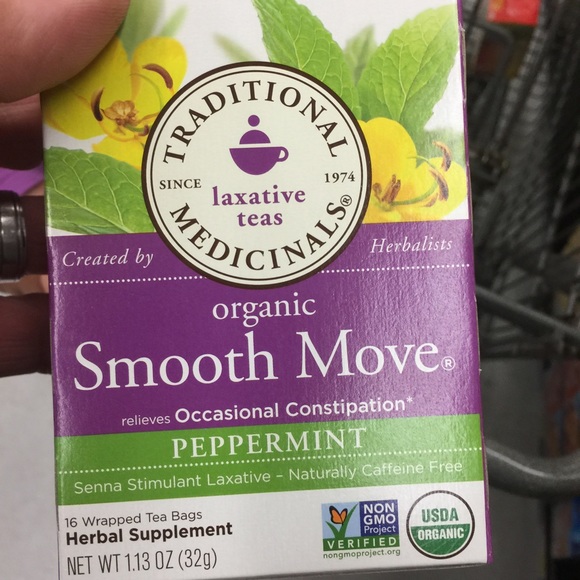 TRADITIONAL
SINCE 1974
laxative
teas
MEDICINALS®
Created by Herbalists
organic
Smooth Move®
relieves Occasional Constipation*
PEPPERMINT
Senna Stimulant Laxative – Naturally Caffeine Free
16 Wrapped Tea Bags
Herbal Supplement
NET WT 1.13 OZ (32g)
NON
GMO
Project
VERIFIED
nongmoproject.org
USDA
ORGANIC